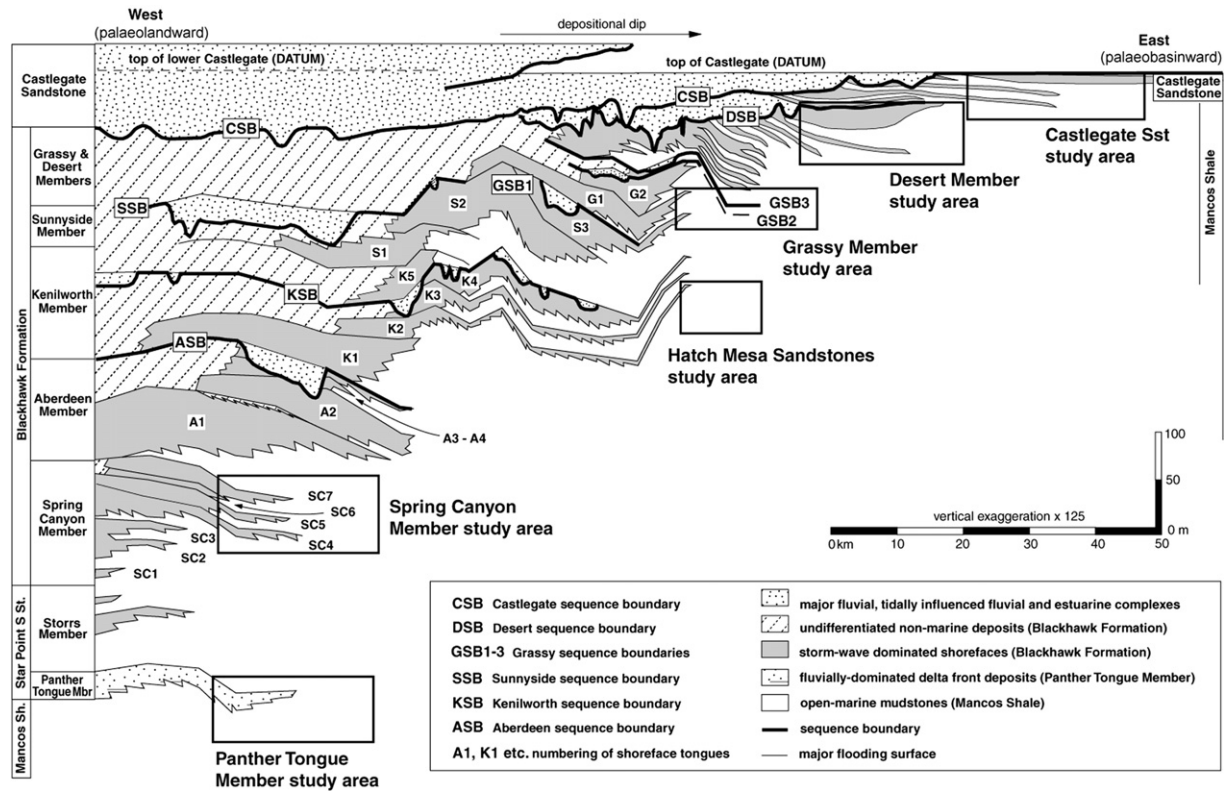 West
(palaeolandward)
depositional dip
East
(palaeobasinward)
top of lower Castlegate (DATUM)
top of Castlegate (DATUM)
Castlegate
Sandstone
Castlegate
Sandstone
CSB
CSB
DSB
Castlegate Sst
study area
Grassy &
Desert
Members
Desert Member
study area
Mancos Shale
GSB1
G2
G1
S2
S3
GSB3
GSB2
SSB
Sunnyside
Member
Grassy Member
study area
S1
K5
K4
K3
KSB
Kenilworth
Member
K2
Hatch Mesa Sandstones
study area
ASB
K1
Blackhawk Formation
Aberdeen
Member
A2
A1
A3 - A4
100
50
0 m
vertical exaggeration x 125
0km
10
20
30
40
50
Spring
Canyon
Member
SC7
SC6
SC5
SC4
SC3
SC2
SC1
Spring Canyon
Member study area
Star Point S St.
Storrs
Member
Panther
Tongue Mbr
Mancos Sh.
Panther Tongue
Member study area
CSB Castlegate sequence boundary
DSB Desert sequence boundary
GSB1-3 Grassy sequence boundaries
SSB Sunnyside sequence boundary
KSB Kenilworth sequence boundary
ASB Aberdeen sequence boundary
A1, K1 etc. numbering of shoreface tongues
major fluvial, tidally influenced fluvial and estuarine complexes
undifferentiated non-marine deposits (Blackhawk Formation)
storm-wave dominated shorefaces (Blackhawk Formation)
fluvially-dominated delta front deposits (Panther Tongue Member)
open-marine mudstones (Mancos Shale)
sequence boundary
major flooding surface